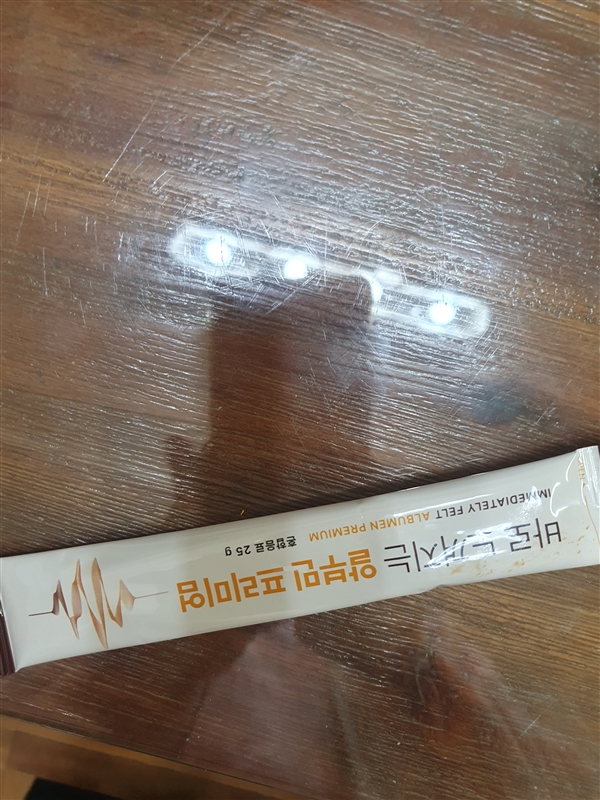 바로 느껴지는 알부민 프리미엄
IMMEDIATELY FELT ALBUMEN PREMIUM 혼합음료 25 g